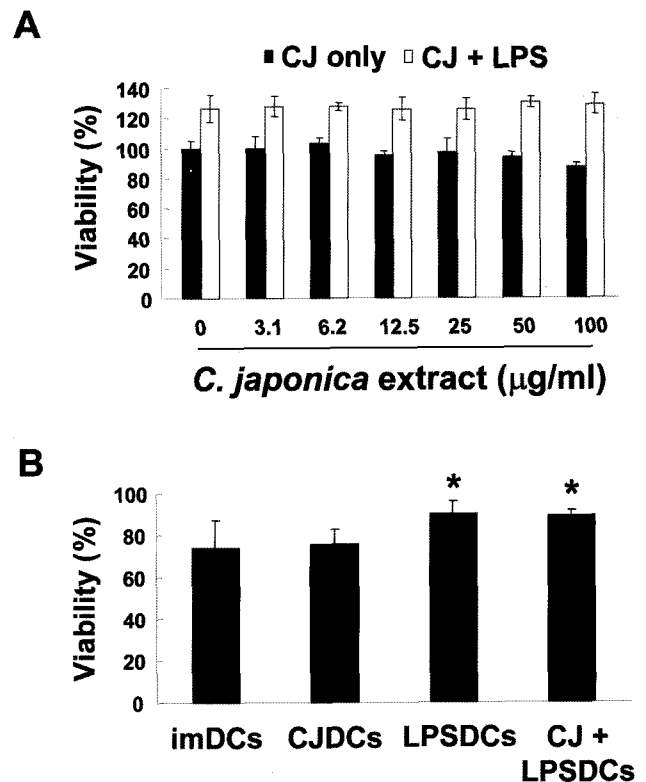 A
CJ only CJ + LPS
Viability (%)
140
120
100
80
60
40
20
0
0 3.1 6.2 12.5 25 50 100
C. japonica extract (μg/ml)
B
* *
Viability (%)
100
80
60
40
20
0
imDCs CJDCs LPSDCs CJ +
LPSDCs